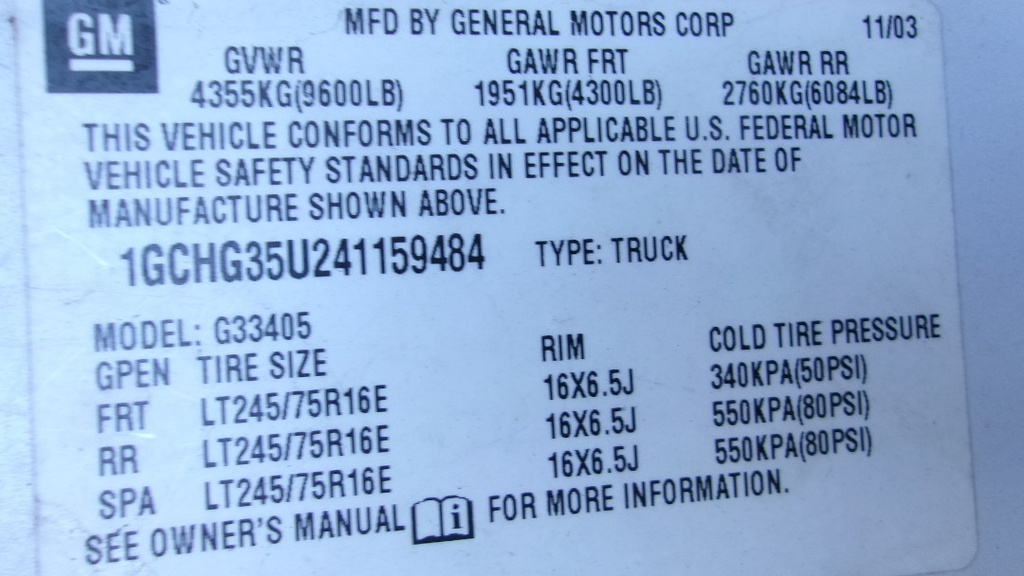 GM MFD BY GENERAL MOTORS CORP 11/03
GVWR GAWR FRT GAWR RR
4355KG(9600LB) 1951KG(4300LB) 2760KG(6084LB)
THIS VEHICLE CONFORMS TO ALL APPLICABLE U.S. FEDERAL MOTOR
VEHICLE SAFETY STANDARDS IN EFFECT ON THE DATE OF
MANUFACTURE SHOWN ABOVE.
1GCHG35U241159484 TYPE: TRUCK
MODEL: G33405
GPEN TIRE SIZE RIM COLD TIRE PRESSURE
FRT LT245/75R16E 16X6.5J 340KPA(50PSI)
RR LT245/75R16E 16X6.5J 550KPA(80PSI)
SPA LT245/75R16E 16X6.5J 550KPA(80PSI)
SEE OWNER'S MANUAL i FOR MORE INFORMATION.